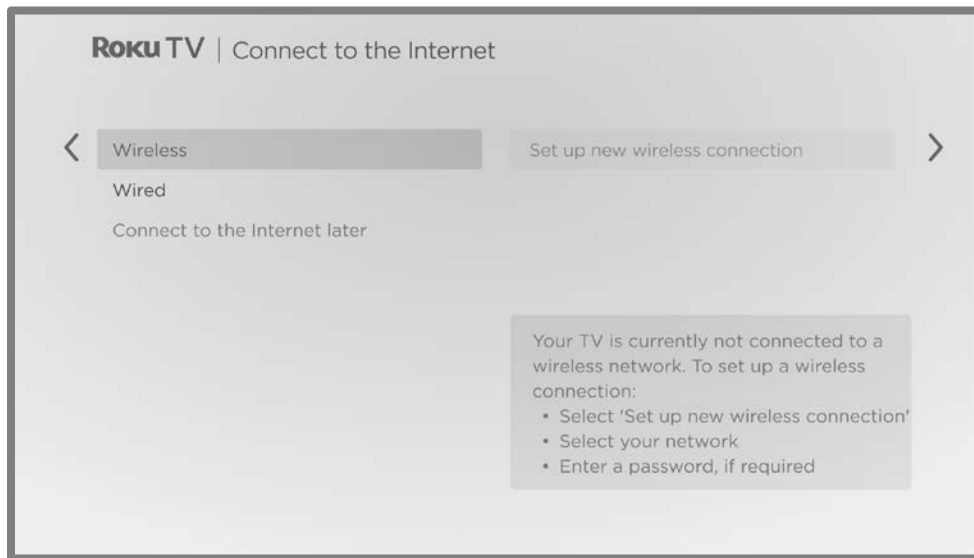 Roku TV | Connect to the Internet
Wireless
Set up new wireless connection
Wired
Connect to the Internet later
Your TV is currently not connected to a
wireless network. To set up a wireless
connection:
• Select 'Set up new wireless connection'
• Select your network
• Enter a password, if required